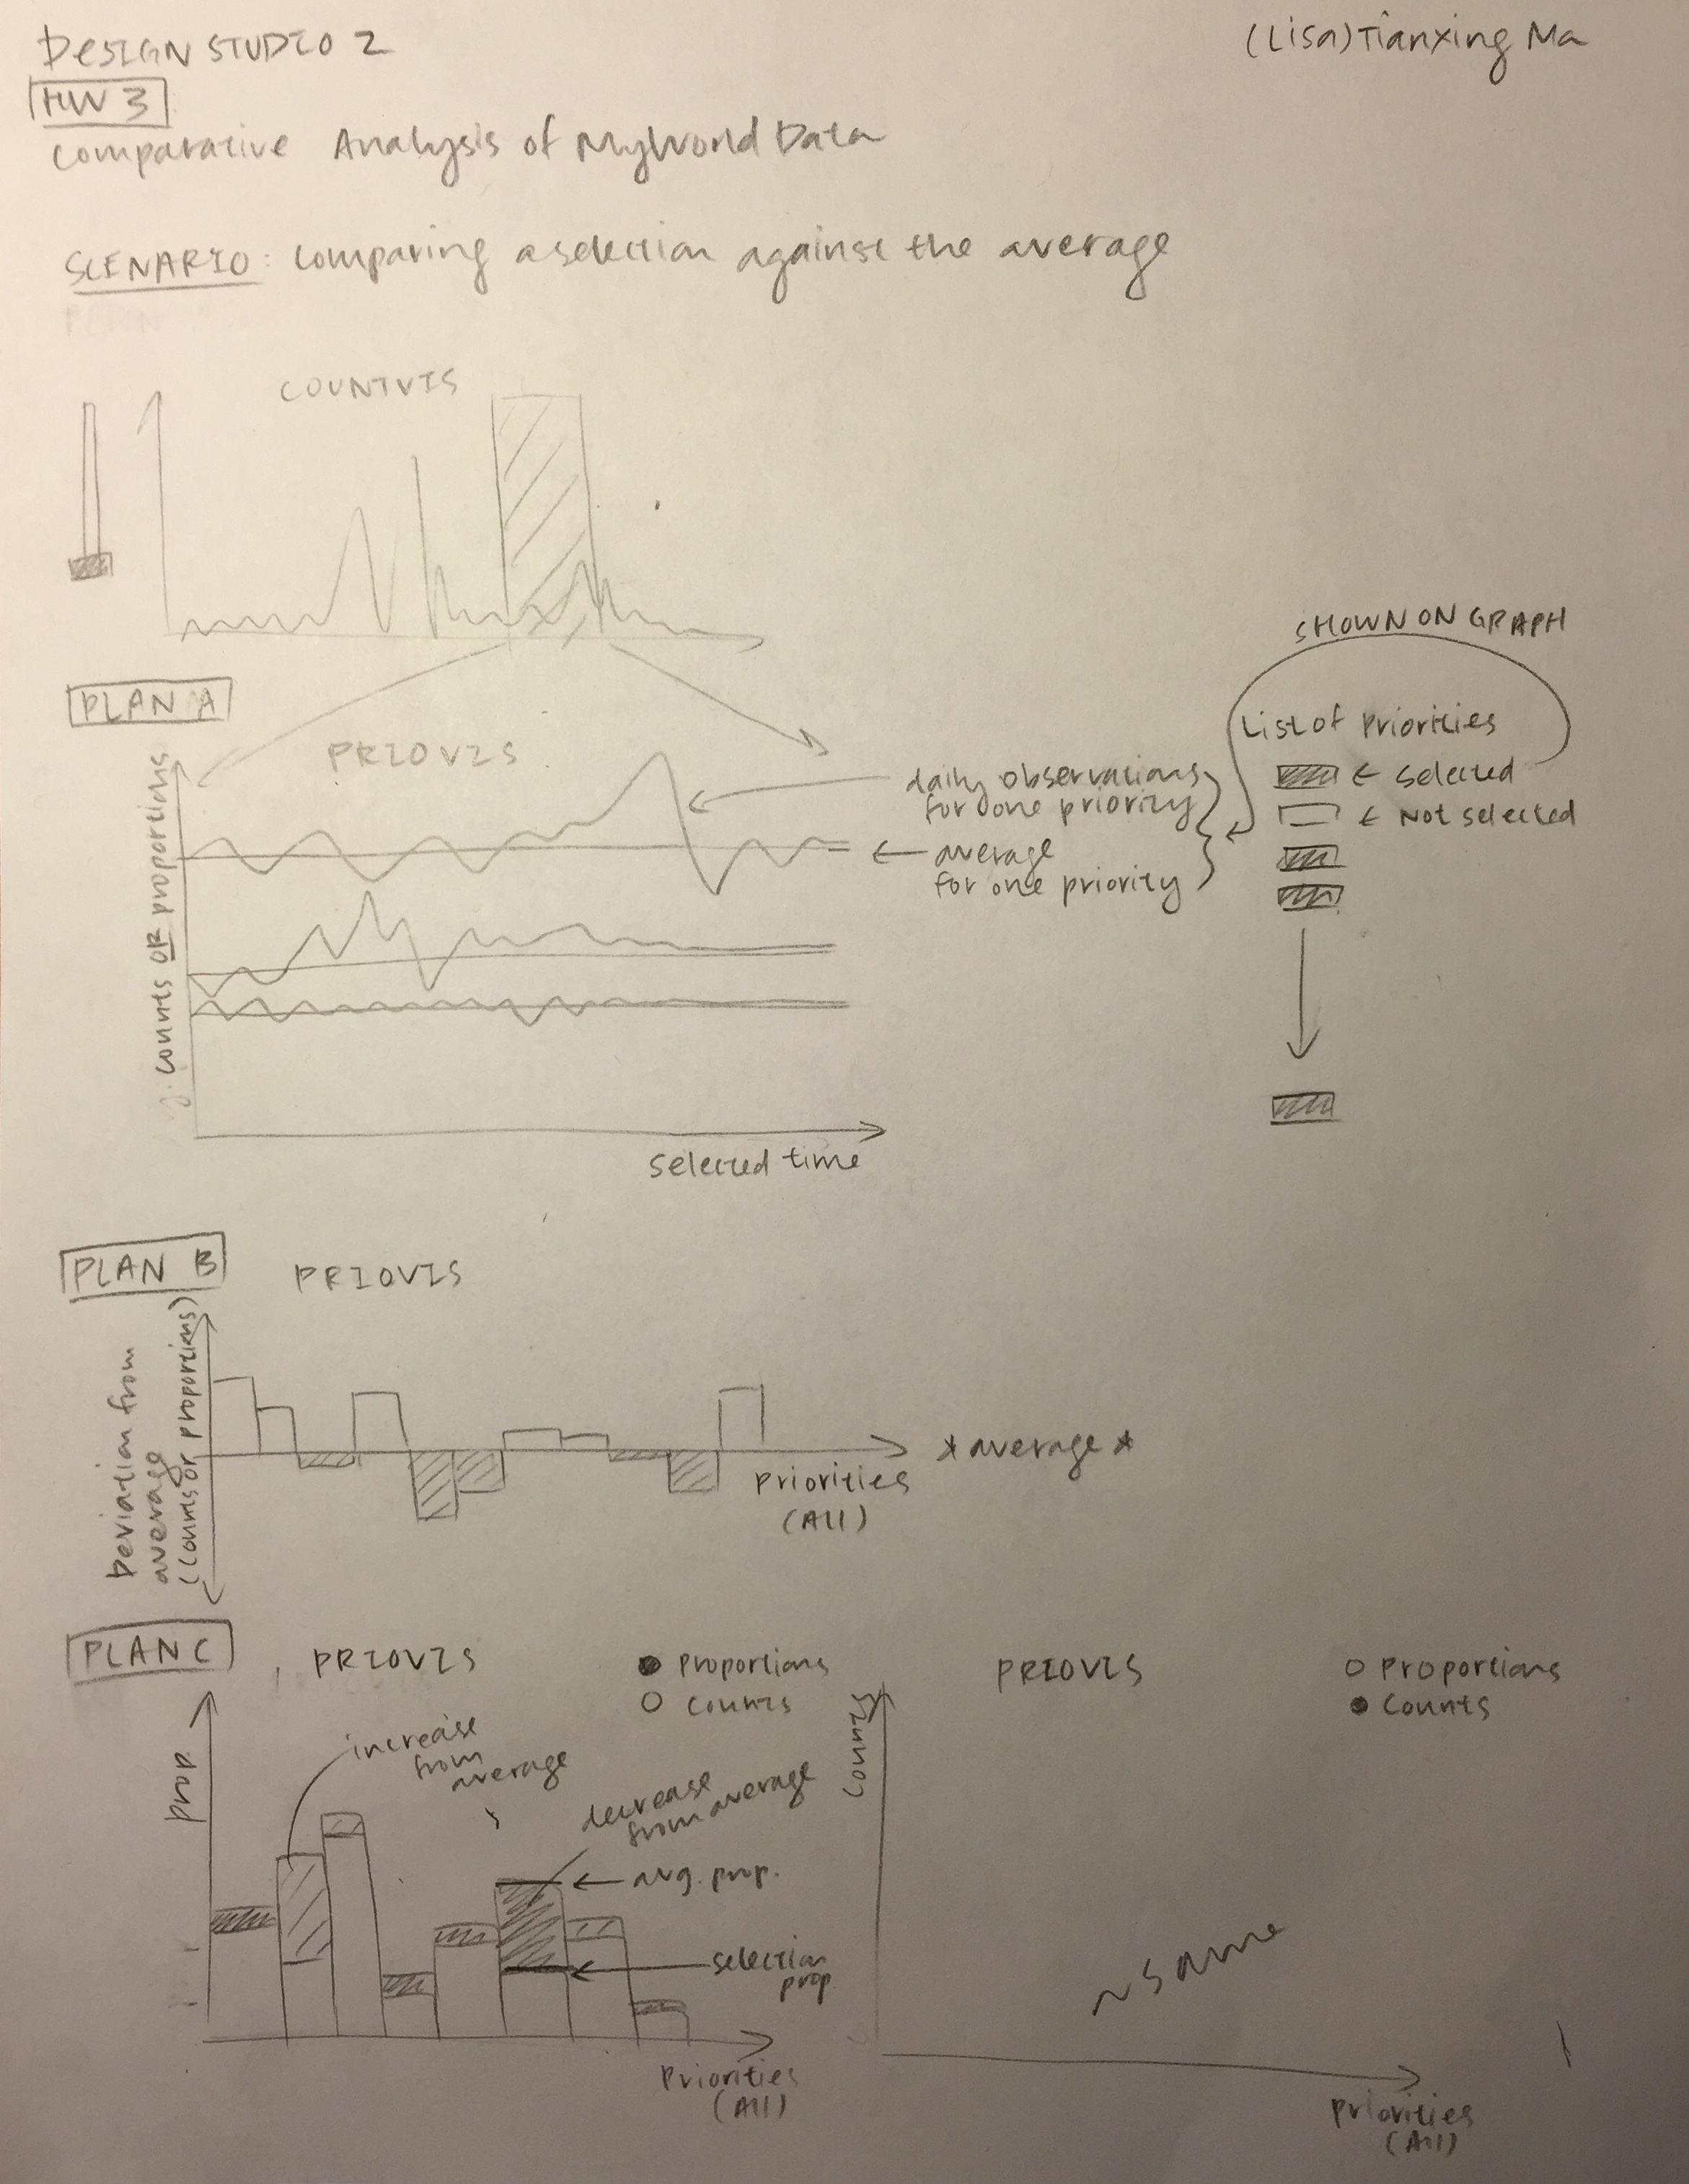 DESIGN STUDIO 2
(Lisa) Tianxing Ma
HW 3
Comparative Analysis of MyWorld Data
SCENARIO: Comparing a selection against the average
COUNTVIS
SHOWN ON GRAPH
PLAN A
PRIOVIS
List of Priorities
← selected
← Not selected
daily observations
for one priority
← average
for one priority
counts OR proportions
selected time
PLAN B
PRIOVIS
Deviation from
average
(counts or proportions)
* average *
Priorities
(All)
PLAN C
PRIOVIS
● Proportions
○ Counts
increase
from
average
decrease
from average
← avg. prop.
selection
prop
prop.
Priorities
(All)
PRIOVIS
○ Proportions
● Counts
Counts
~ same
Priorities
(All)